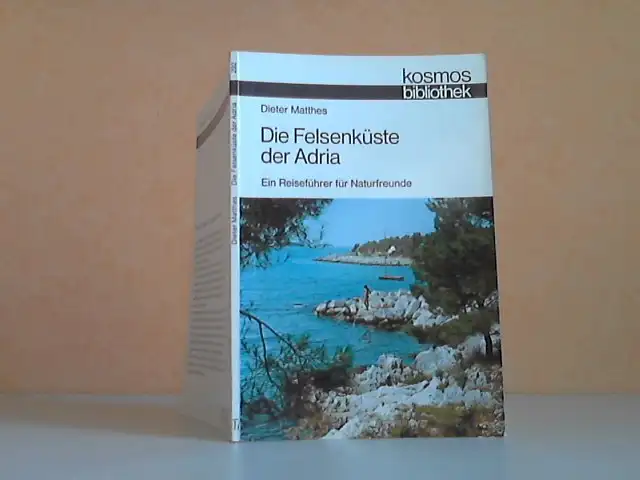 kosmos
bibliothek
Dieter Matthes
Die Felsenküste
der Adria
Ein Reiseführer für Naturfreunde
Dieter Matthes Die Felsenküste der Adria